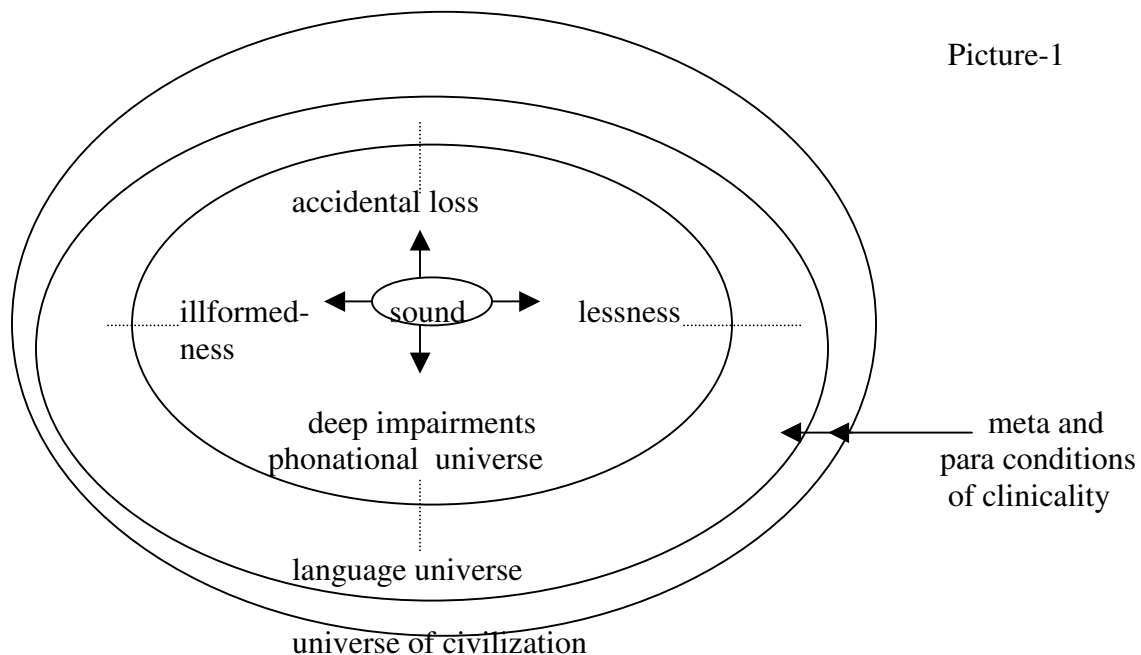 Picture-1
accidental loss
illformed-
ness
sound
lessness
deep impairments
phonational universe
meta and
para conditions
of clinicality
language universe
universe of civilization